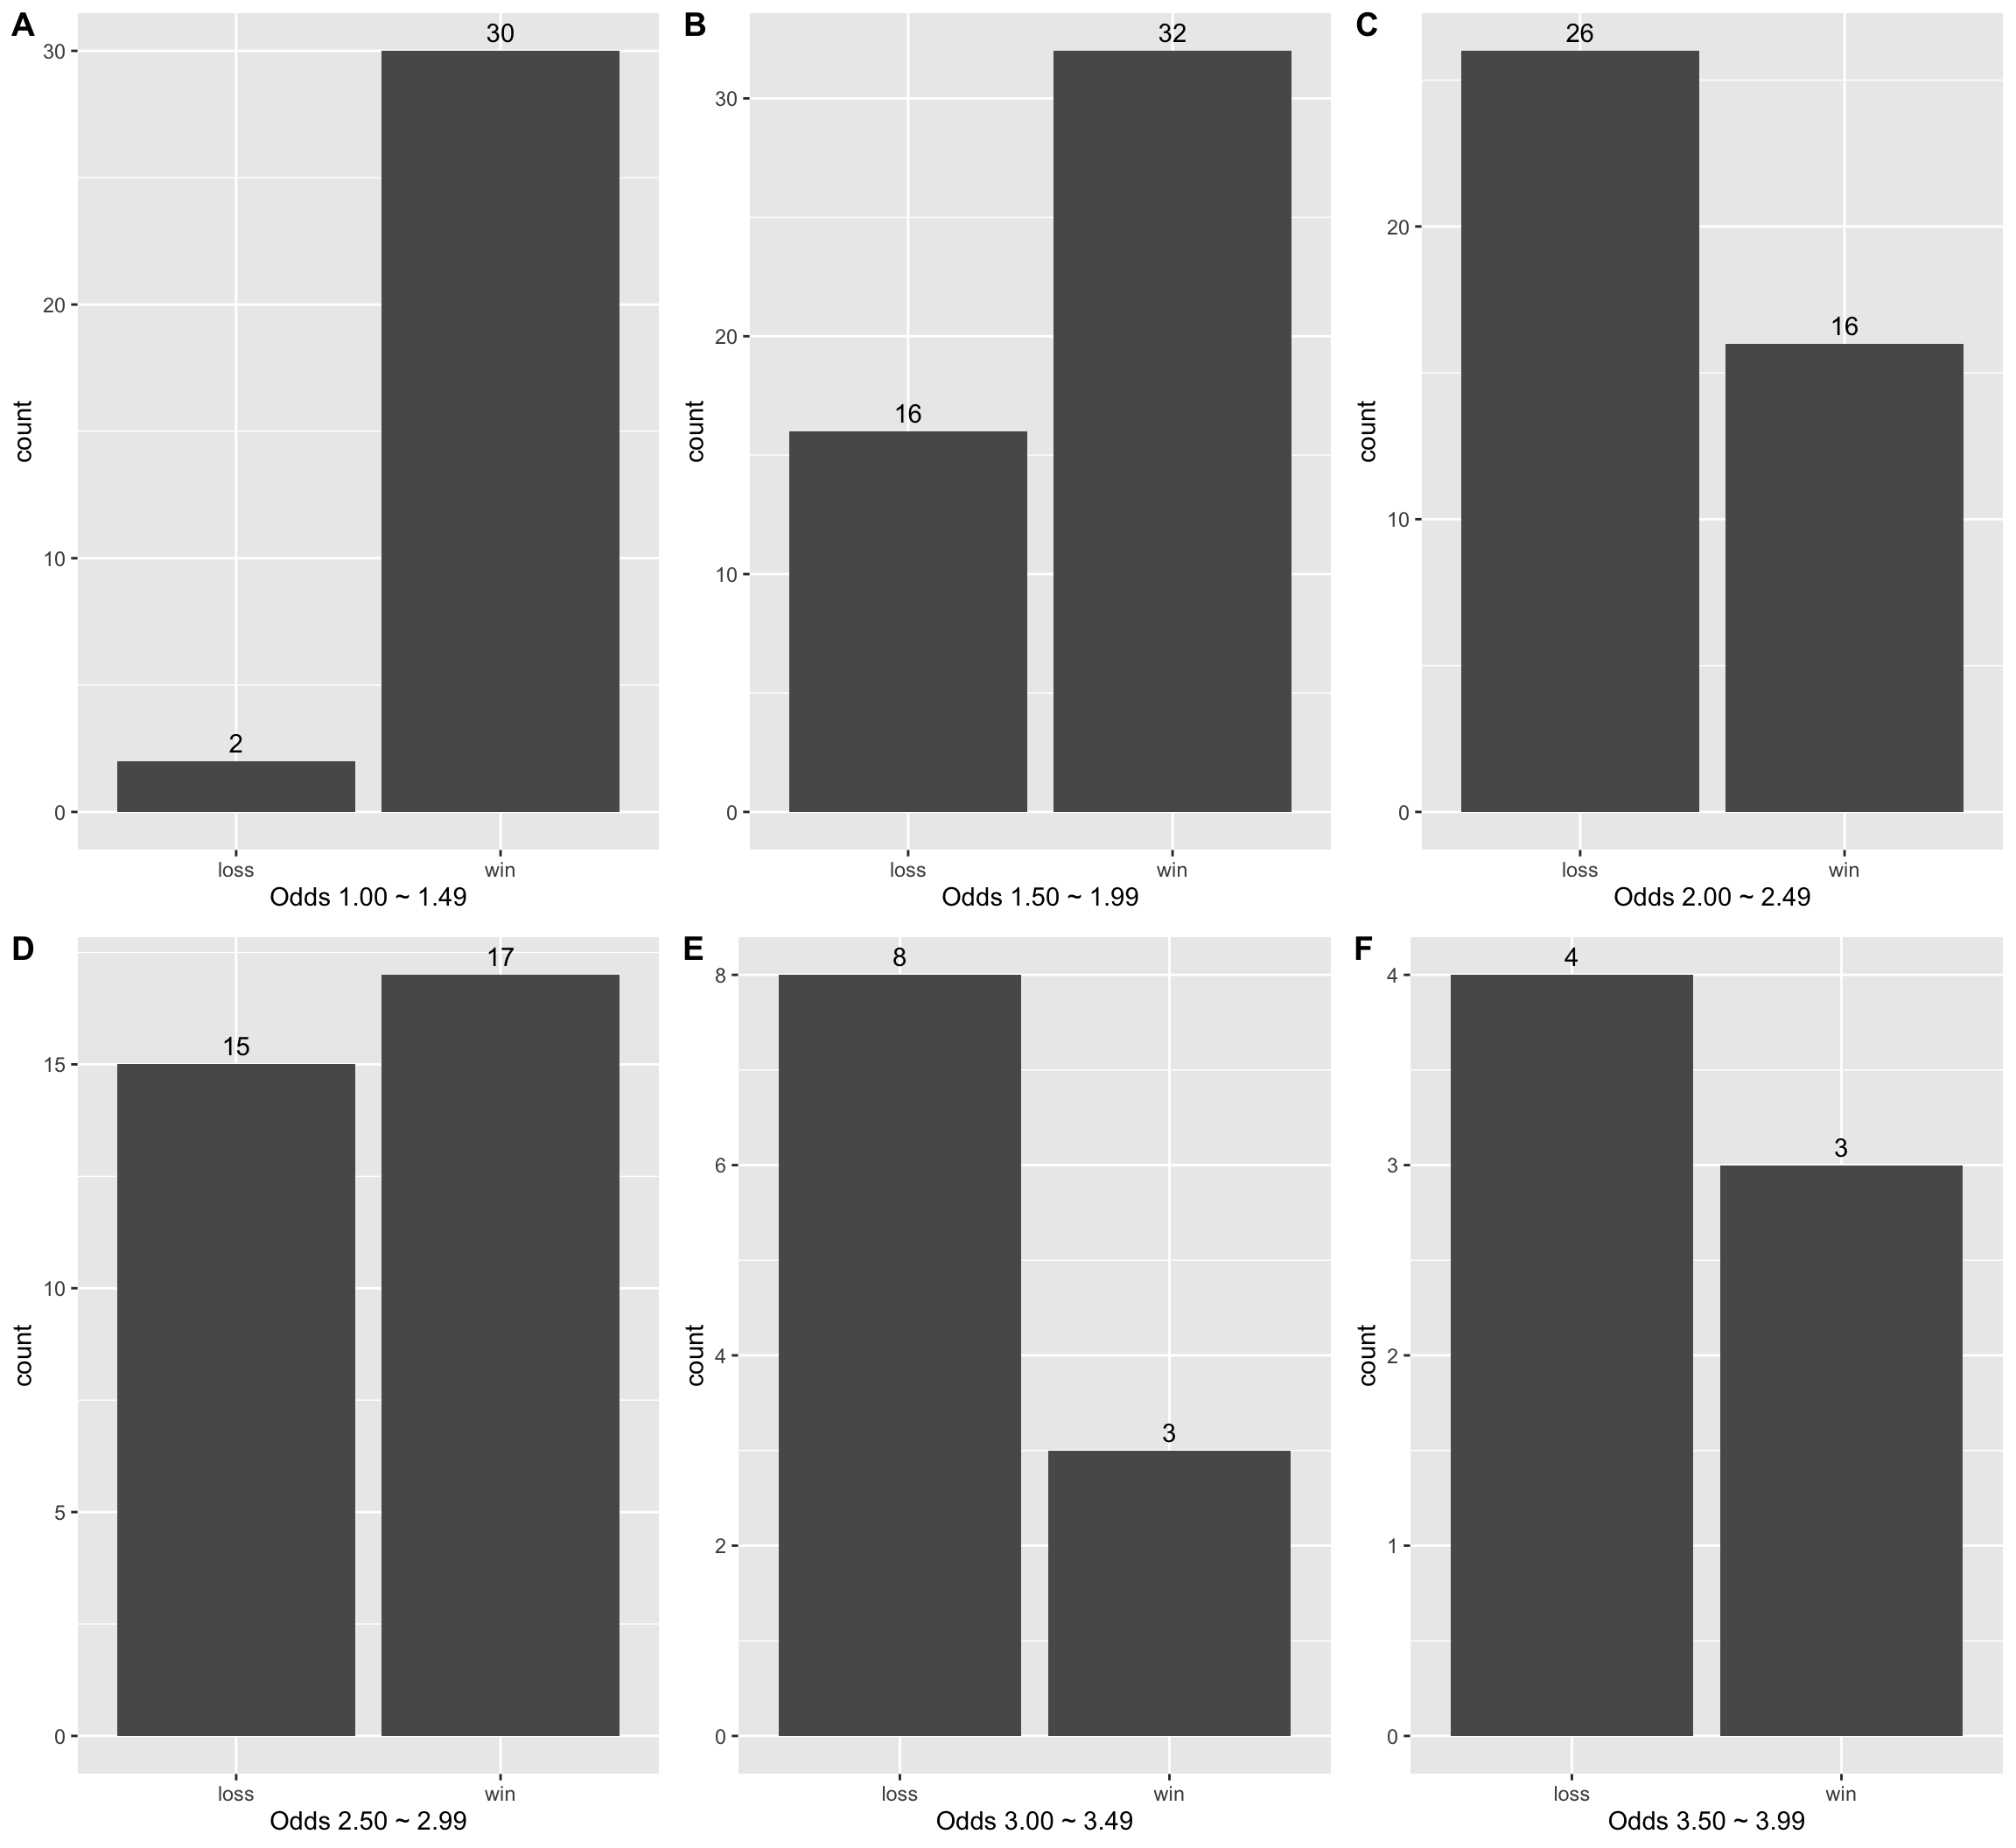 A
30
30
20
10
0
2
count
loss win
Odds 1.00 ~ 1.49
B
32
30
20
10
0
16
count
loss win
Odds 1.50 ~ 1.99
C
26
20
16
10
0
count
loss win
Odds 2.00 ~ 2.49
D
17
15
15
10
5
0
count
loss win
Odds 2.50 ~ 2.99
E
8
8
6
4
3
2
0
count
loss win
Odds 3.00 ~ 3.49
F
4
4
3
3
2
1
0
count
loss win
Odds 3.50 ~ 3.99